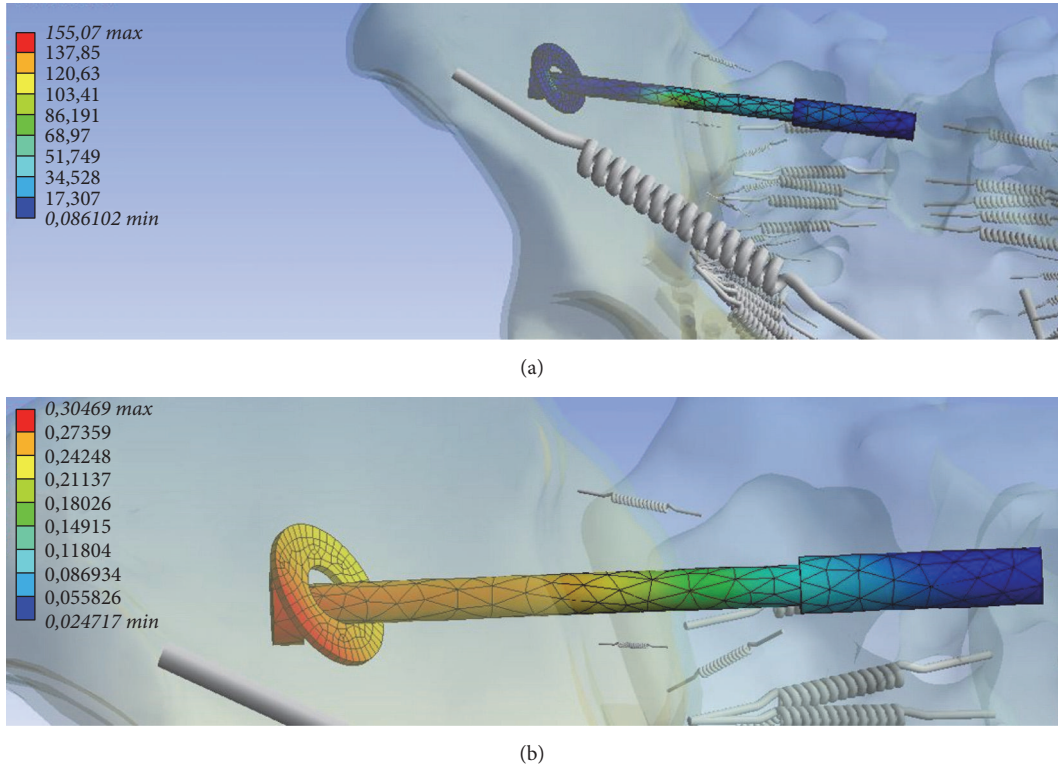 155,07 max
137,85
120,63
103,41
86,191
68,97
51,749
34,528
17,307
0,086102 min
(a)
0,30469 max
0,27359
0,24248
0,21137
0,18026
0,14915
0,11804
0,086934
0,055826
0,024717 min
(b)